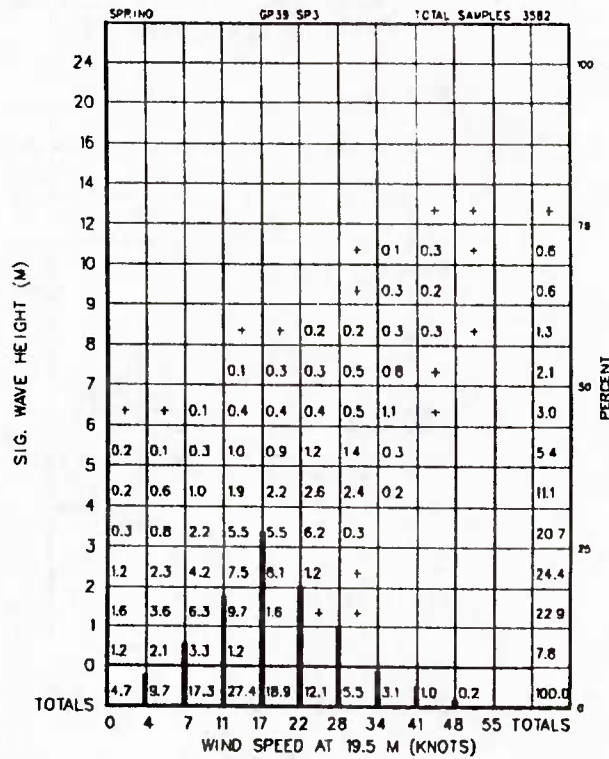 SPRINO GP39 SP3 TOTAL SAMPLES 3582
24 100
20
16
14
12 + + + 75
10 + 0.1 0.3 + 0.6
9 + 0.3 0.2 0.6
8 + + 0.2 0.2 0.3 0.3 + 1.3
7 0.1 0.3 0.3 0.5 0.8 + 2.1
50
6 + + 0.1 0.4 0.4 0.4 0.5 1.1 + 3.0
5 0.2 0.1 0.3 1.0 0.9 1.2 1.4 0.3 5.4
4 0.2 0.6 1.0 1.9 2.2 2.6 2.4 0.2 11.1
3 0.3 0.8 2.2 5.5 5.5 6.2 0.3 20.7
25
2 1.2 2.3 4.2 7.5 8.1 1.2 + 24.4
1 1.6 3.6 6.3 9.7 1.6 + + 22.9
0 1.2 2.1 3.3 1.2 7.8
TOTALS 4.7 9.7 17.3 27.4 18.9 12.1 5.5 3.1 1.0 0.2 100.0 0
0 4 7 11 17 22 28 34 41 48 55 TOTALS
WIND SPEED AT 19.5 M (KNOTS)
SIG. WAVE HEIGHT (M)
PERCENT